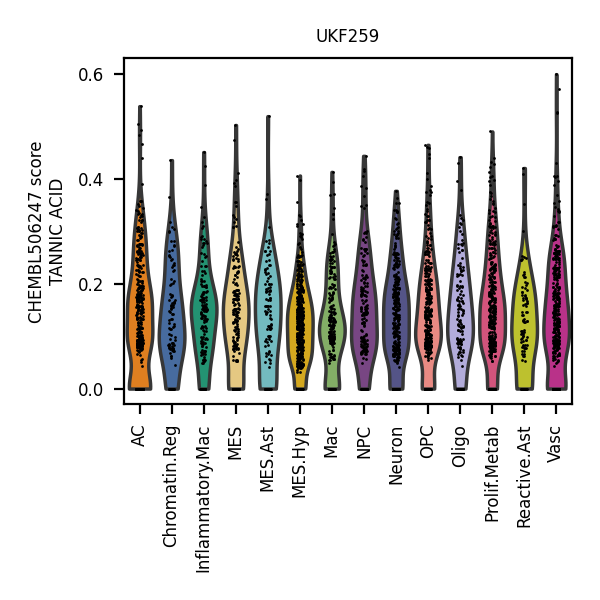 UKF259
CHEMBL506247 score
TANNIC ACID
0.6
0.4
0.2
0.0
AC
Chromatin.Reg
Inflammatory.Mac
MES
MES.Ast
MES.Hyp
Mac
NPC
Neuron
OPC
Oligo
Prolif.Metab
Reactive.Ast
Vasc